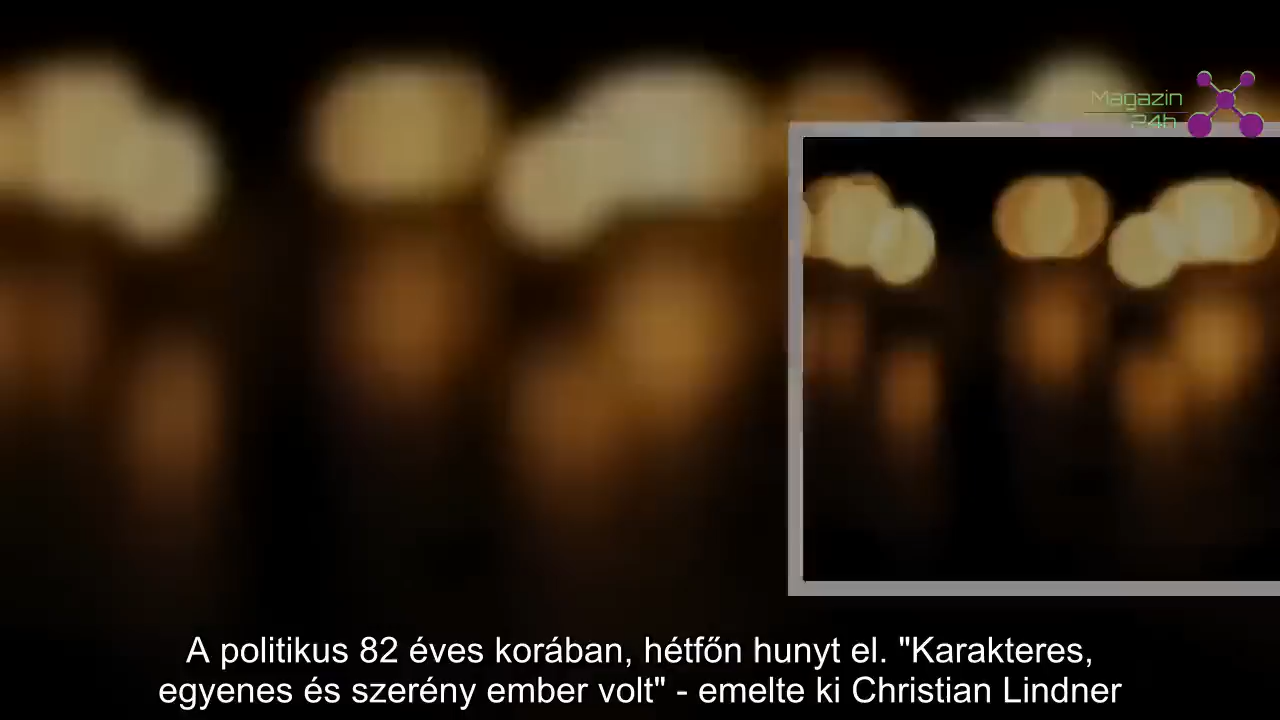 Magazin
24h
A politikus 82 éves korában, hétfőn hunyt el. "Karakteres,
egyenes és szerény ember volt" - emelte ki Christian Lindner